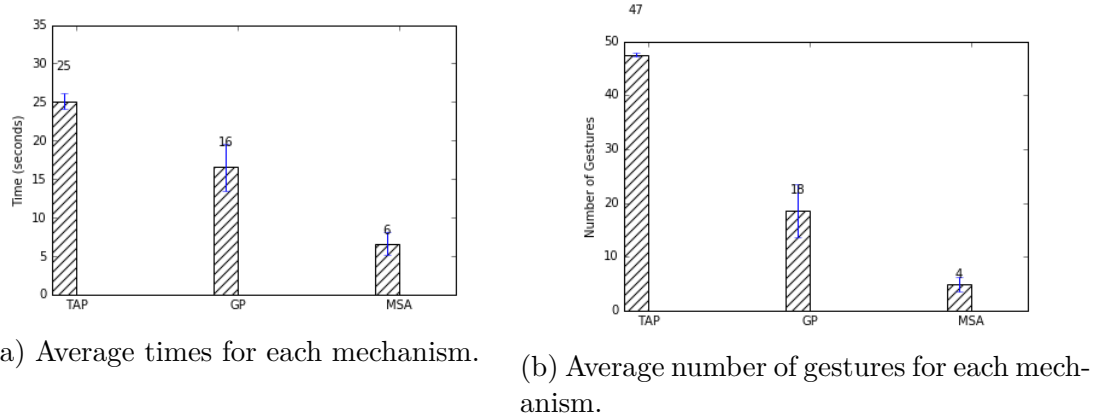 35
30
25
20
15
10
5
0
Time (seconds)
25
16
6
TAP GP MSA
a) Average times for each mechanism.
47
50
40
30
20
10
0
Number of Gestures
18
4
TAP GP MSA
(b) Average number of gestures for each mech-
anism.